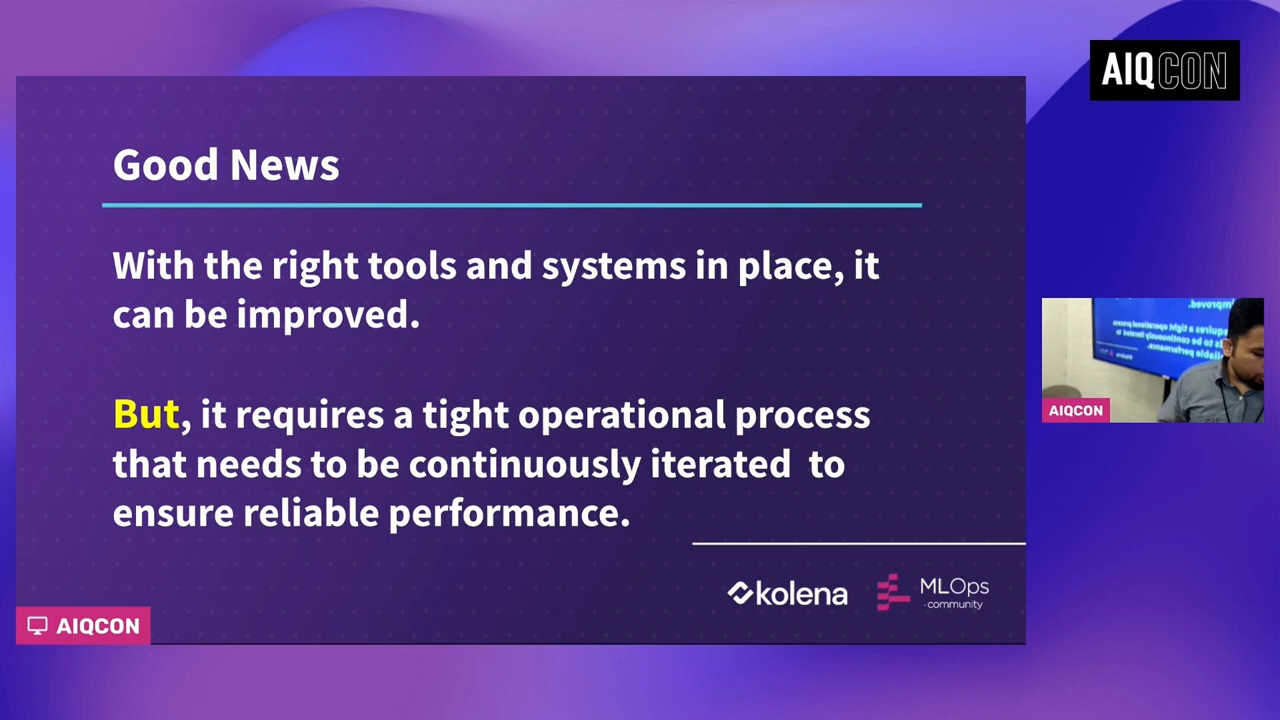 AIQCON
Good News
With the right tools and systems in place, it
can be improved.
But, it requires a tight operational process
that needs to be continuously iterated  to
ensure reliable performance.
kolena
MLOps
community
AIQCON
AIQCON